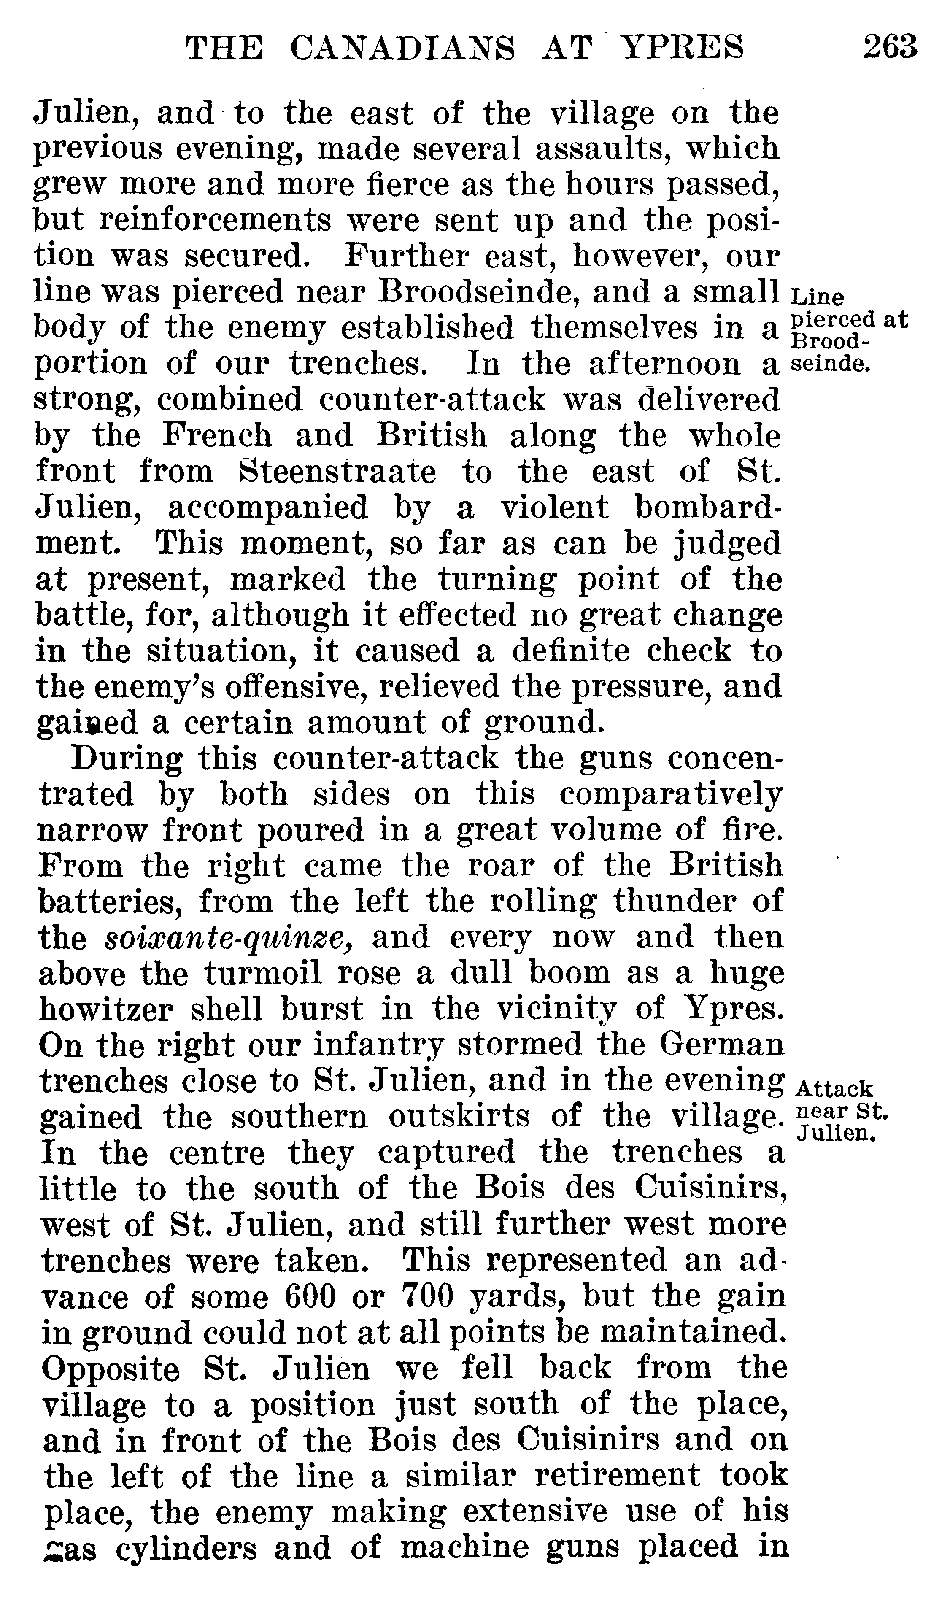 THE CANADIANS AT YPRES 263
Julien, and to the east of the village on the
previous evening, made several assaults, which
grew more and more fierce as the hours passed,
but reinforcements were sent up and the posi-
tion was secured. Further east, however, our
line was pierced near Broodseinde, and a small
body of the enemy established themselves in a
portion of our trenches. In the afternoon a
strong, combined counter-attack was delivered
by the French and British along the whole
front from Steenstraate to the east of St.
Julien, accompanied by a violent bombard-
ment. This moment, so far as can be judged
at present, marked the turning point of the
battle, for, although it effected no great change
in the situation, it caused a definite check to
the enemy's offensive, relieved the pressure, and
gained a certain amount of ground.
Line
pierced at
Brood-
seinde.
During this counter-attack the guns concen-
trated by both sides on this comparatively
narrow front poured in a great volume of fire.
From the right came the roar of the British
batteries, from the left the rolling thunder of
the soixante-quinze, and every now and then
above the turmoil rose a dull boom as a huge
howitzer shell burst in the vicinity of Ypres.
On the right our infantry stormed the German
trenches close to St. Julien, and in the evening
gained the southern outskirts of the village.
In the centre they captured the trenches a
little to the south of the Bois des Cuisinirs,
west of St. Julien, and still further west more
trenches were taken. This represented an ad-
vance of some 600 or 700 yards, but the gain
in ground could not at all points be maintained.
Opposite St. Julien we fell back from the
village to a position just south of the place,
and in front of the Bois des Cuisinirs and on
the left of the line a similar retirement took
place, the enemy making extensive use of his
gas cylinders and of machine guns placed in
Attack
near St.
Julien.